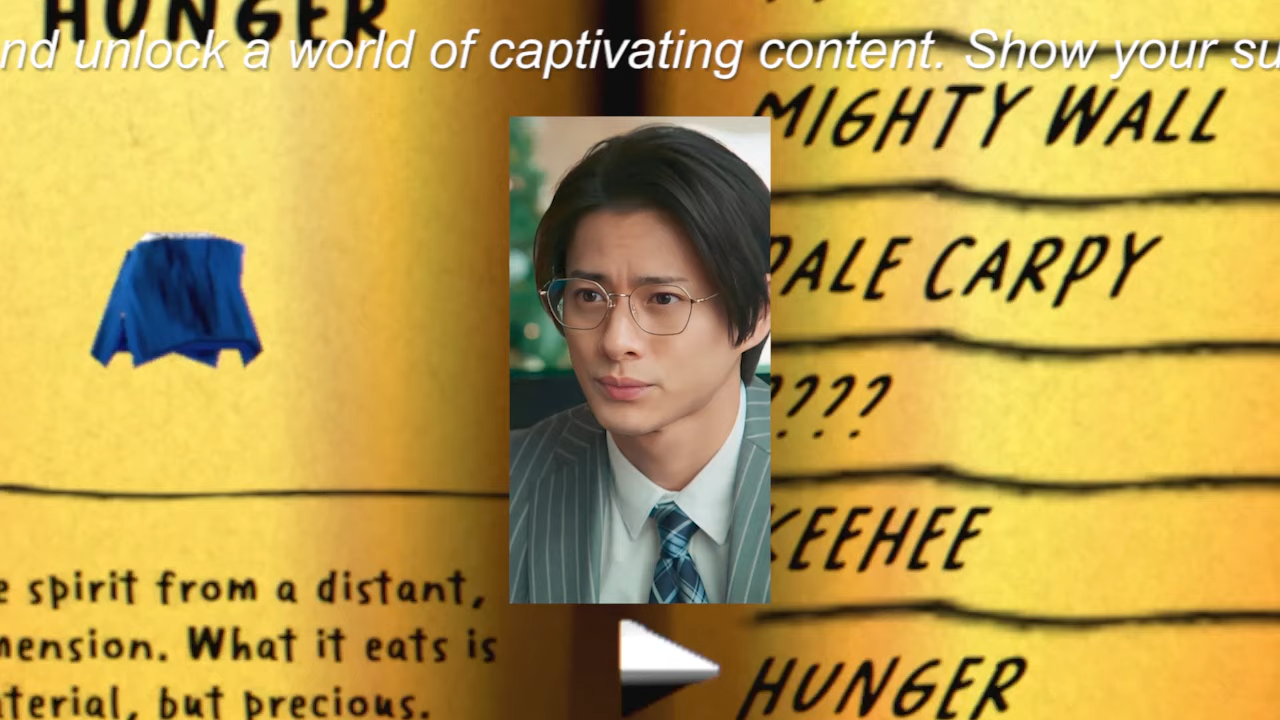 HUNGER
nd unlock a world of captivating content. Show your su
MIGHTY WALL
DALE CARPY
????
KEEHEE
HUNGER
e spirit from a distant,
mension. What it eats is
aterial, but precious.